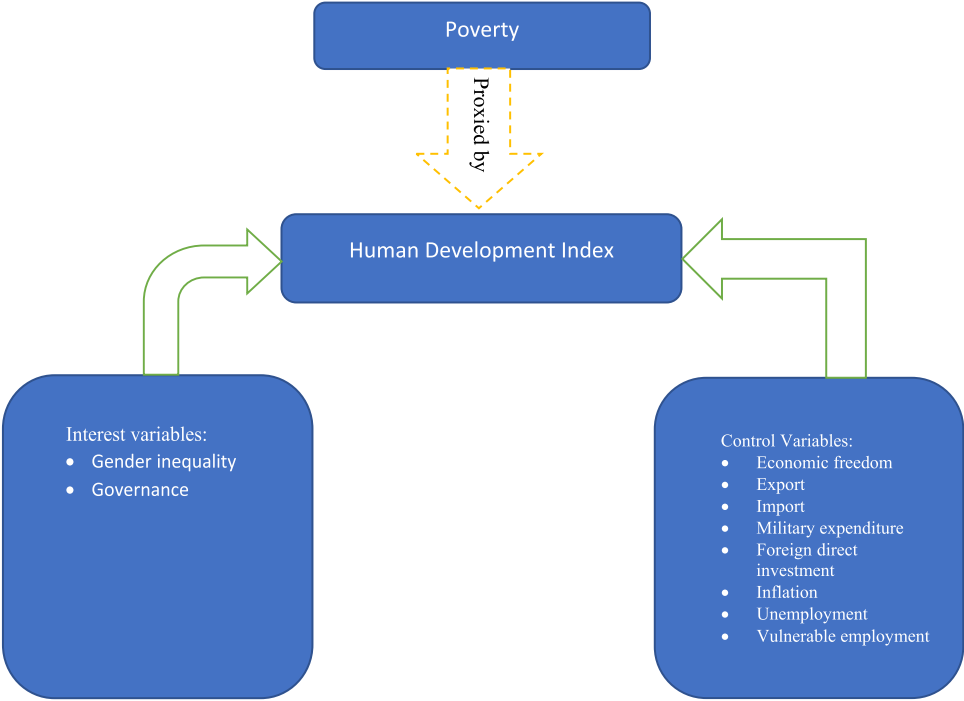 Poverty
Proxied by
Human Development Index
Interest variables:
• Gender inequality
• Governance
Control Variables:
• Economic freedom
• Export
• Import
• Military expenditure
• Foreign direct
investment
• Inflation
• Unemployment
• Vulnerable employment